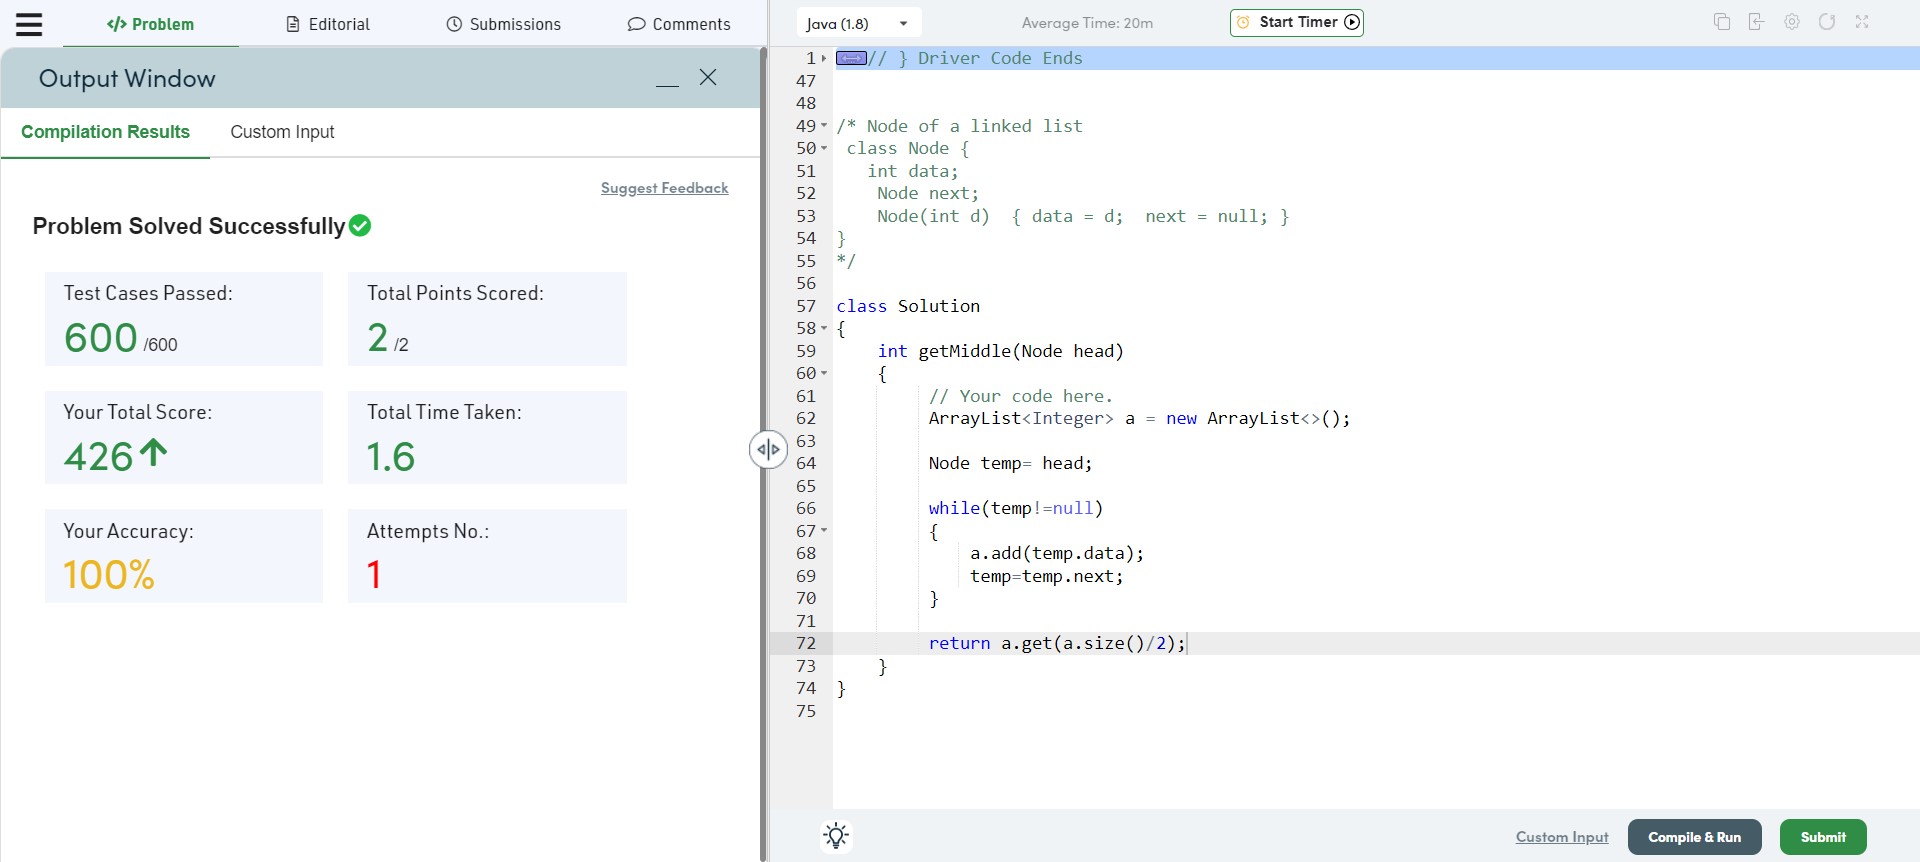 </> Problem
Editorial
Submissions
Comments
Output Window
Compilation Results
Custom Input
Suggest Feedback
Problem Solved Successfully
Test Cases Passed:
600 /600
Total Points Scored:
2 /2
Your Total Score:
426
Total Time Taken:
1.6
Your Accuracy:
100%
Attempts No.:
1
Java (1.8)
Average Time: 20m
Start Timer
1 // } Driver Code Ends
47
48
49 /* Node of a linked list
50 class Node {
51 int data;
52 Node next;
53 Node(int d)  { data = d;  next = null; }
54 }
55 */
56
57 class Solution
58 {
59 int getMiddle(Node head)
60 {
61 // Your code here.
62 ArrayList<Integer> a = new ArrayList<>();
63
64 Node temp= head;
65
66 while(temp!=null)
67 {
68 a.add(temp.data);
69 temp=temp.next;
70 }
71
72 return a.get(a.size()/2);
73 }
74 }
75
Custom Input
Compile & Run
Submit